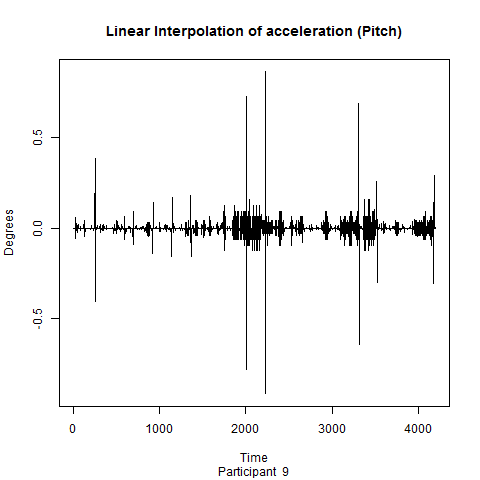 Linear Interpolation of acceleration (Pitch)
0.5
0.0
-0.5
Degrees
0 1000 2000 3000 4000
Time
Participant 9